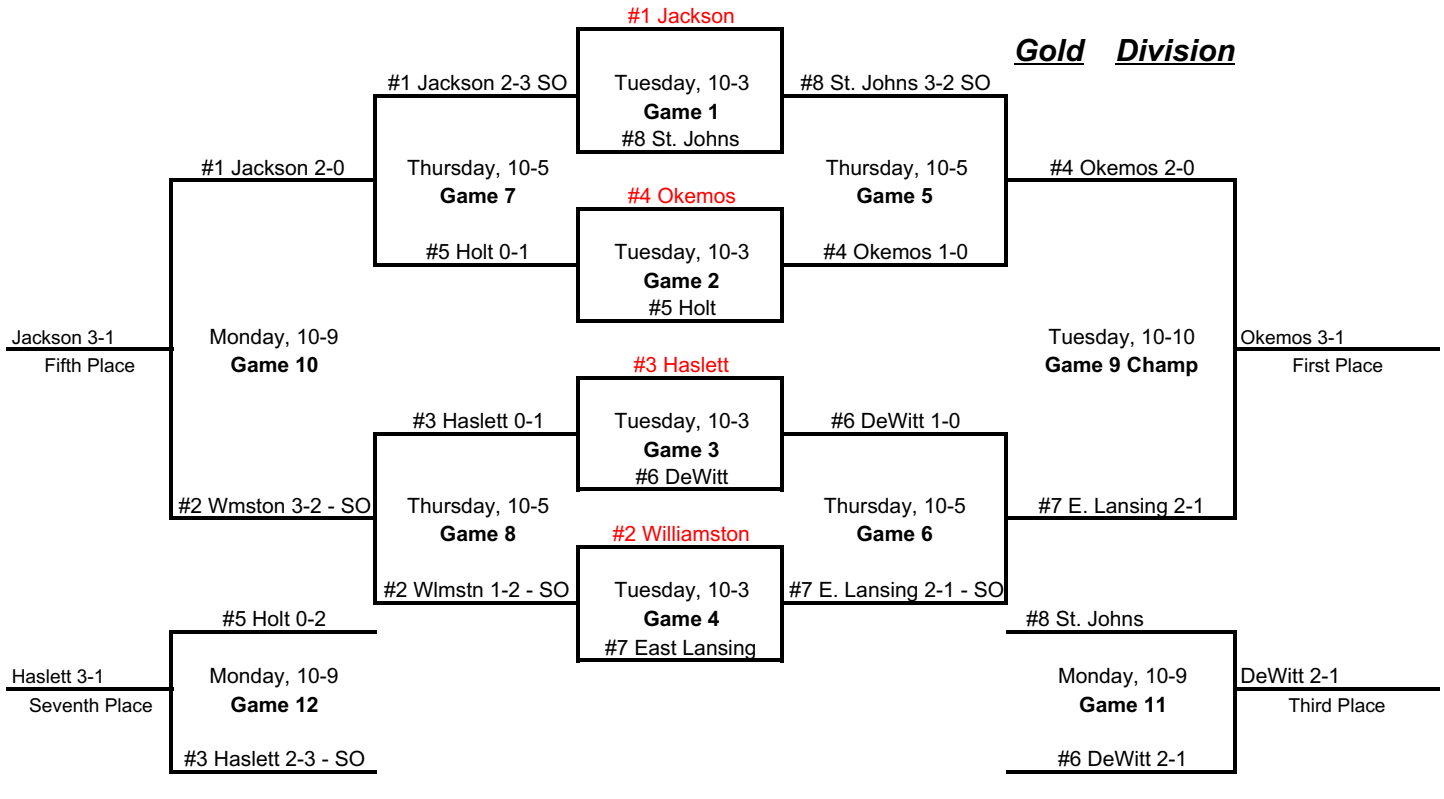 #1 Jackson
Gold Division
#1 Jackson 2-3 SO
Tuesday, 10-3
#8 St. Johns 3-2 SO
Game 1
#8 St. Johns
#1 Jackson 2-0
Thursday, 10-5
Thursday, 10-5
#4 Okemos 2-0
Game 7
#4 Okemos
Game 5
#5 Holt 0-1
Tuesday, 10-3
#4 Okemos 1-0
Game 2
#5 Holt
Jackson 3-1
Monday, 10-9
Tuesday, 10-10
Okemos 3-1
Fifth Place
Game 10
#3 Haslett
Game 9 Champ
First Place
#3 Haslett 0-1
Tuesday, 10-3
#6 DeWitt 1-0
Game 3
#6 DeWitt
#2 Wmston 3-2 - SO
Thursday, 10-5
Thursday, 10-5
#7 E. Lansing 2-1
Game 8
#2 Williamston
Game 6
#2 Wlmstn 1-2 - SO
Tuesday, 10-3
#7 E. Lansing 2-1 - SO
#5 Holt 0-2
Game 4
#8 St. Johns
#7 East Lansing
Haslett 3-1
Monday, 10-9
Monday, 10-9
DeWitt 2-1
Seventh Place
Game 12
Game 11
Third Place
#3 Haslett 2-3 - SO
#6 DeWitt 2-1